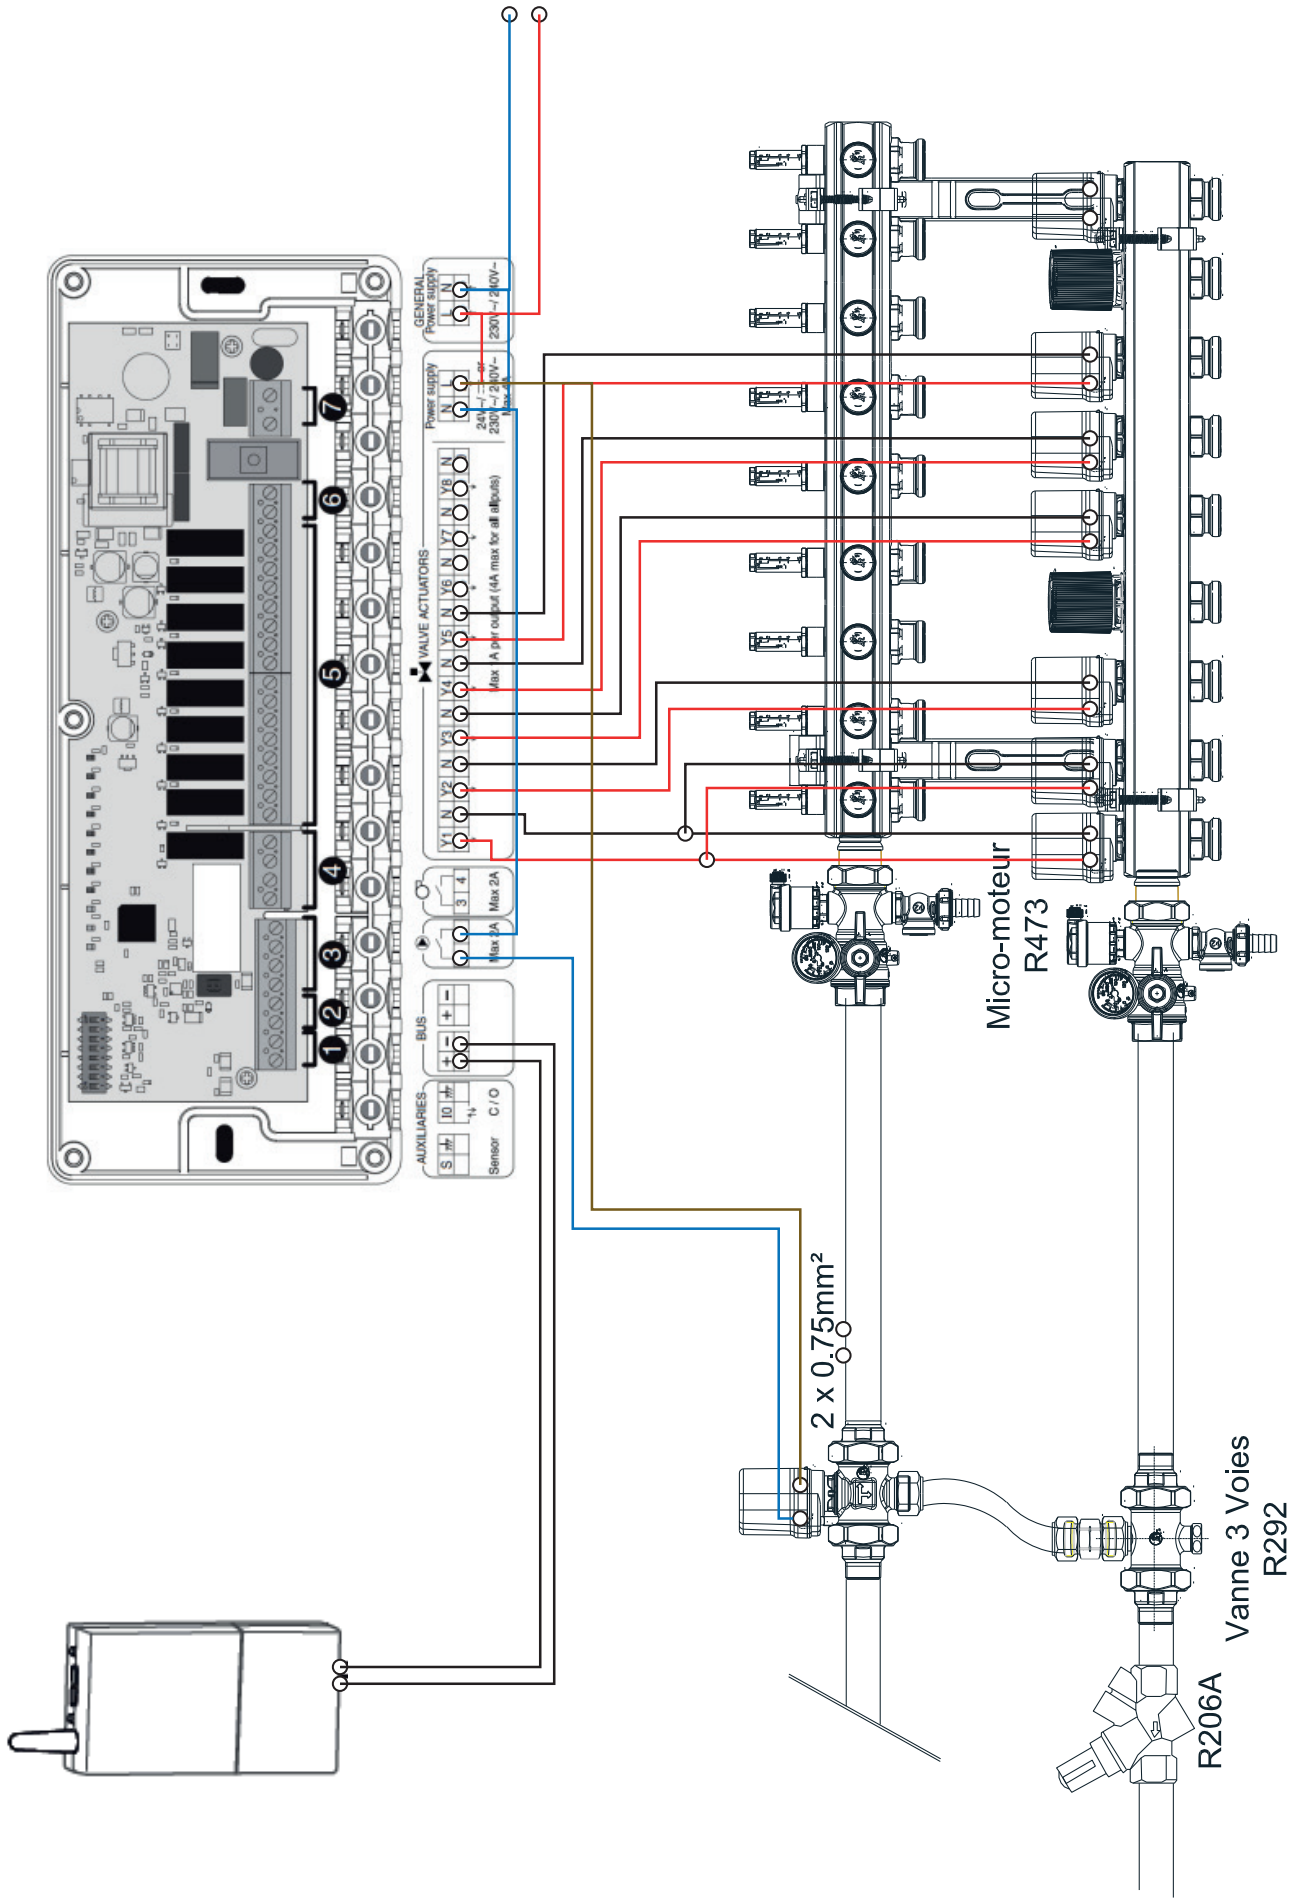 GENERAL
Power supply
L N
230V~/ 240V~
Power supply
N L
24V~/ or
230V~/ 240V~
Max 4A
VALVE ACTUATORS
Y1 N Y2 N Y3 N Y4 N Y5 N Y6 N Y7 N Y8 N
Max 1A per output (4A max for all outputs)
3 4
Max 2A
Max 2A
BUS
+ − + −
AUXILIARIES
S IO
Sensor C / O
1
2
3
4
5
6
7
Micro-moteur
R473
2 x 0.75mm²
Vanne 3 Voies
R292
R206A